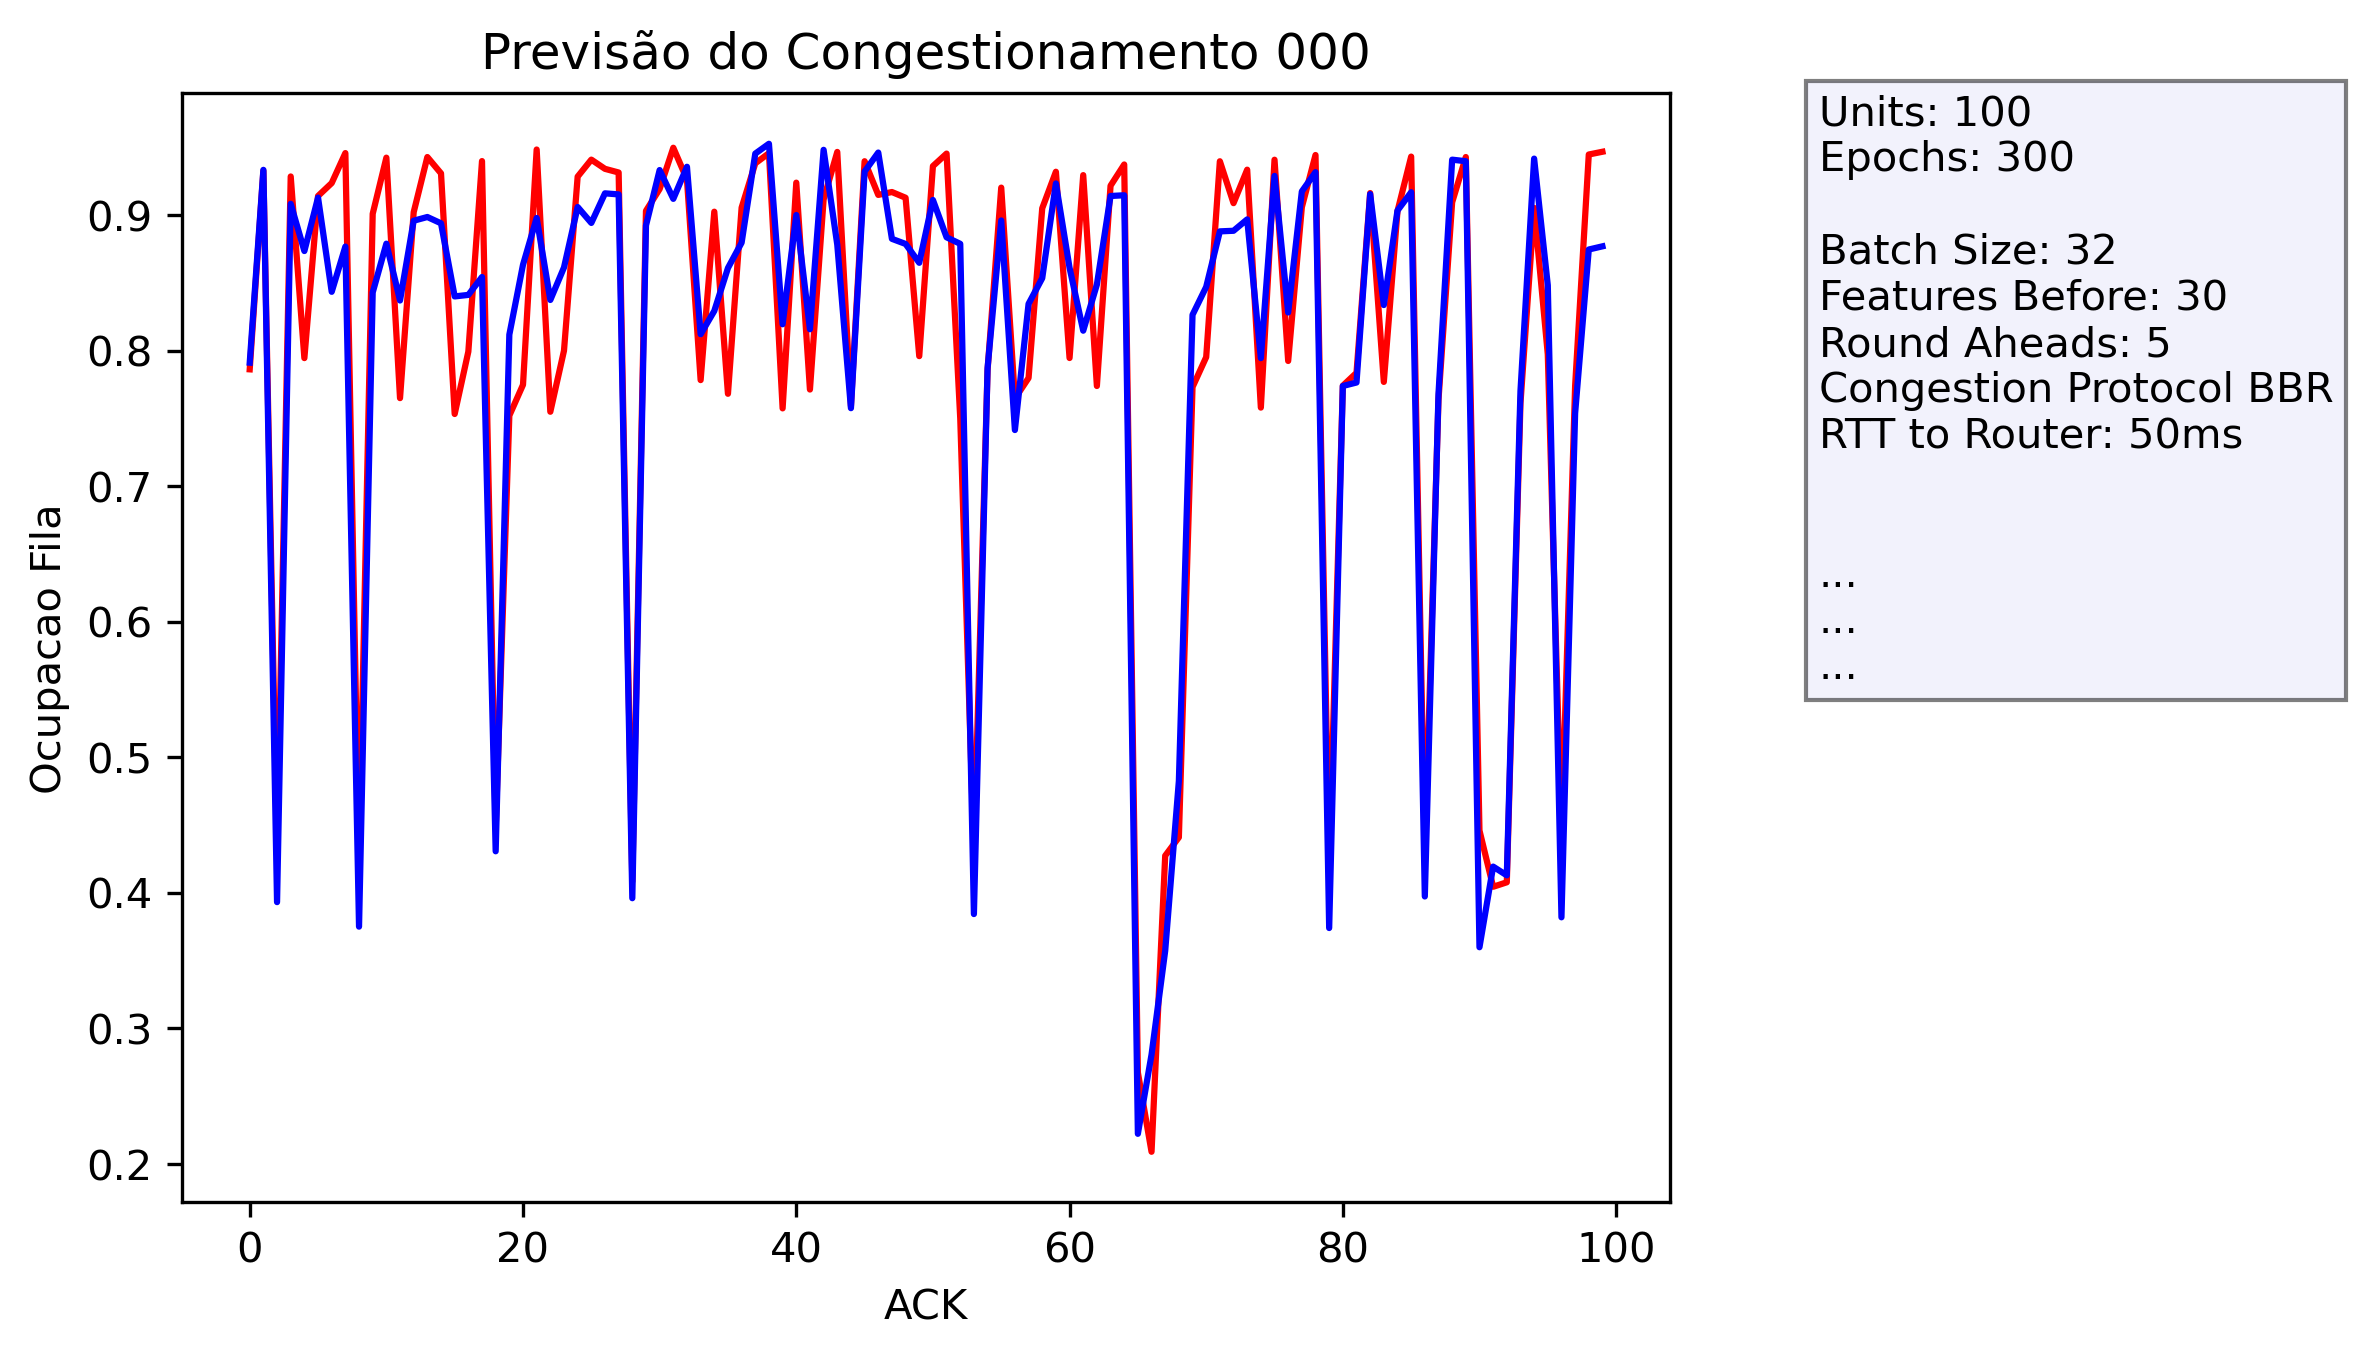 Previsão do Congestionamento 000
Units: 100
Epochs: 300
Batch Size: 32
Features Before: 30
Round Aheads: 5
Congestion Protocol BBR
RTT to Router: 50ms
...
...
...
Ocupacao Fila
0.9
0.8
0.7
0.6
0.5
0.4
0.3
0.2
0 20 40 60 80 100
ACK